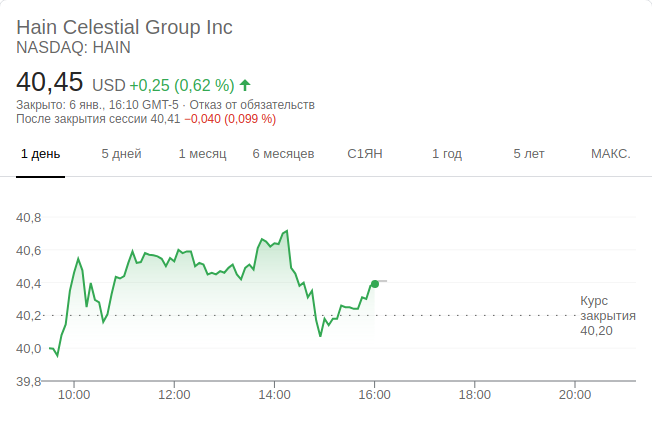 Hain Celestial Group Inc
NASDAQ: HAIN
40,45 USD +0,25 (0,62 %)
Закрыто: 6 янв., 16:10 GMT-5 · Отказ от обязательств
После закрытия сессии 40,41 −0,040 (0,099 %)
1 день 5 дней 1 месяц 6 месяцев С1ЯН 1 год 5 лет МАКС.
40,8
40,6
40,4
40,2
40,0
39,8
Курс
закрытия
40,20
10:00 12:00 14:00 16:00 18:00 20:00